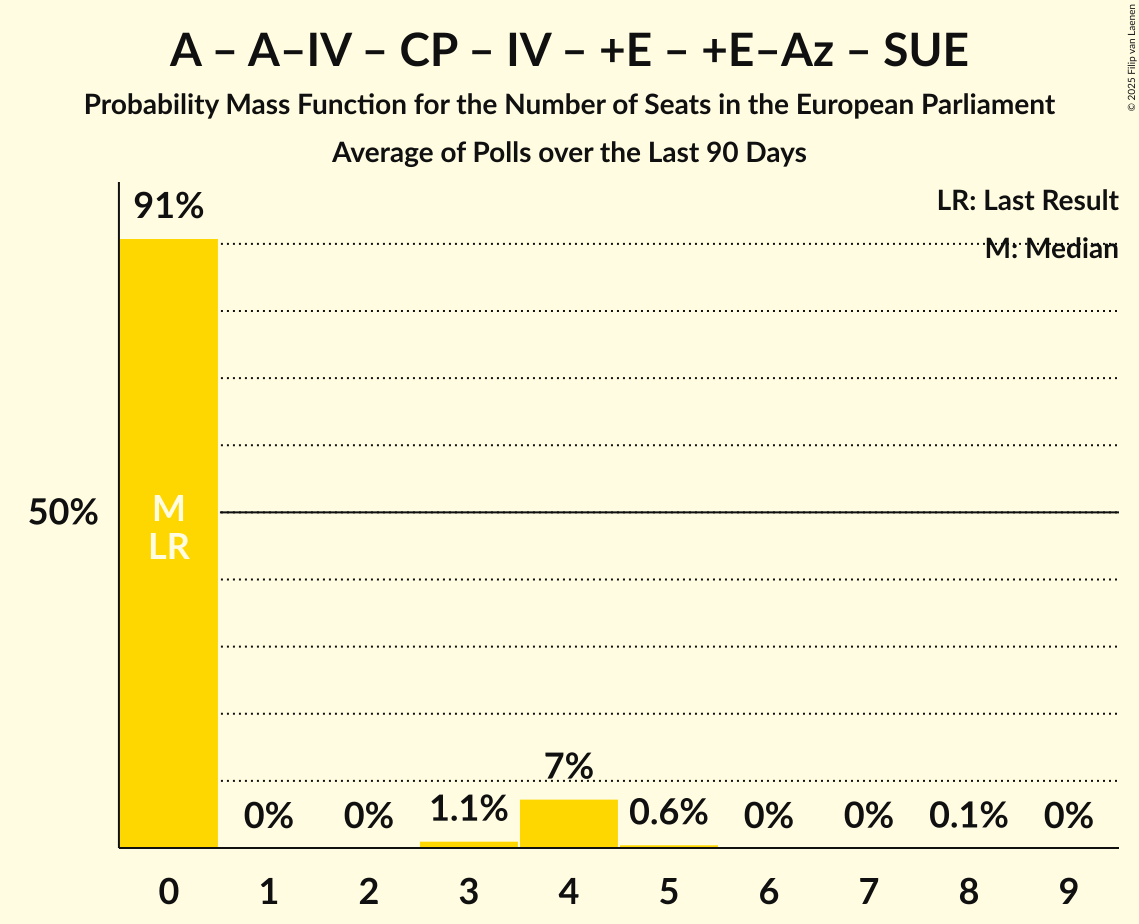 A – A–IV – CP – IV – +E – +E–Az – SUE
Probability Mass Function for the Number of Seats in the European Parliament
Average of Polls over the Last 90 Days
© 2025 Filip van Laenen
LR: Last Result
M: Median
91%
50%
M
LR
0%
0%
1.1%
7%
0.6%
0%
0%
0.1%
0%
0
1
2
3
4
5
6
7
8
9